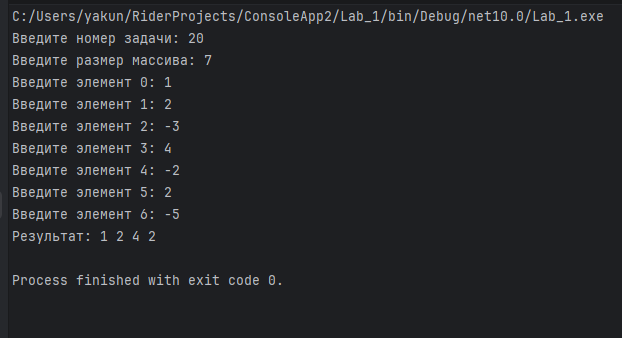 C:/Users/yakun/RiderProjects/ConsoleApp2/Lab_1/bin/Debug/net10.0/Lab_1.exe
Введите номер задачи: 20
Введите размер массива: 7
Введите элемент 0: 1
Введите элемент 1: 2
Введите элемент 2: -3
Введите элемент 3: 4
Введите элемент 4: -2
Введите элемент 5: 2
Введите элемент 6: -5
Результат: 1 2 4 2
Process finished with exit code 0.